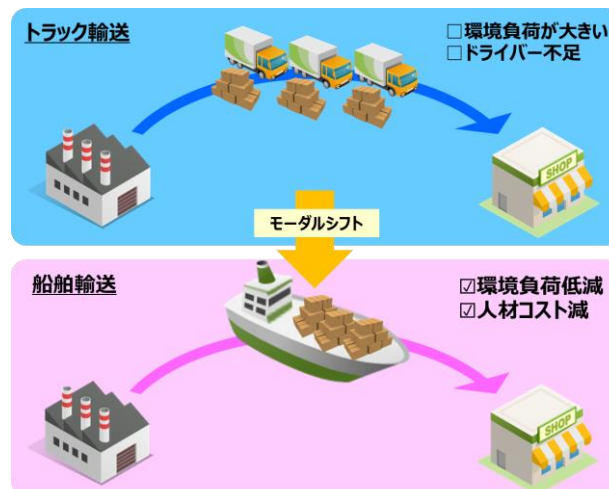 トラック輸送
□環境負荷が大きい
□ドライバー不足
SHOP
モーダルシフト
船舶輸送
☑環境負荷低減
☑人材コスト減
SHOP